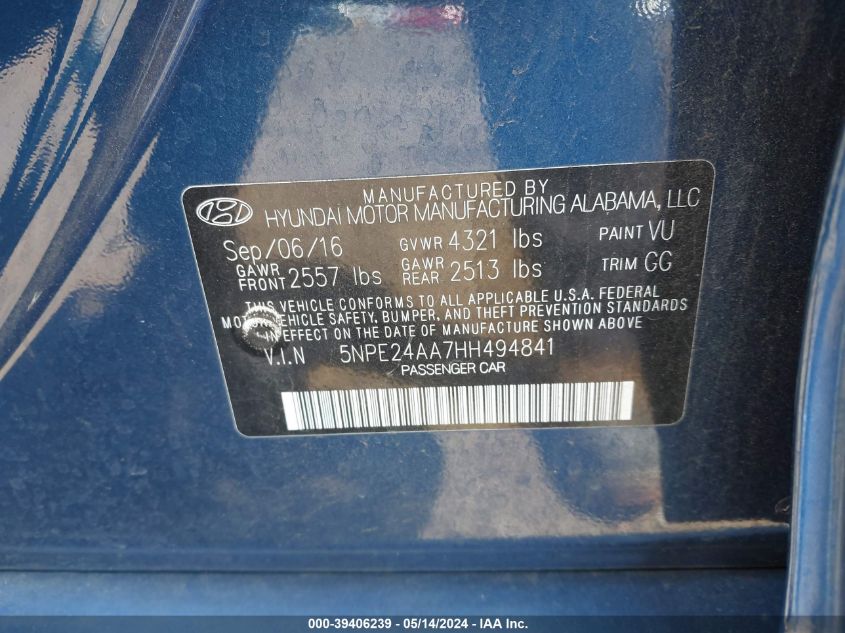 MANUFACTURED BY
HYUNDAI MOTOR MANUFACTURING ALABAMA, LLC
Sep/06/16 GVWR 4321 lbs PAINT VU
GAWR FRONT 2557 lbs GAWR REAR 2513 lbs TRIM GG
THIS VEHICLE CONFORMS TO ALL APPLICABLE U.S.A. FEDERAL
MOTOR VEHICLE SAFETY, BUMPER, AND THEFT PREVENTION STANDARDS
IN EFFECT ON THE DATE OF MANUFACTURE SHOWN ABOVE
V.I.N 5NPE24AA7HH494841
PASSENGER CAR
000-39406239 - 05/14/2024 - IAA Inc.